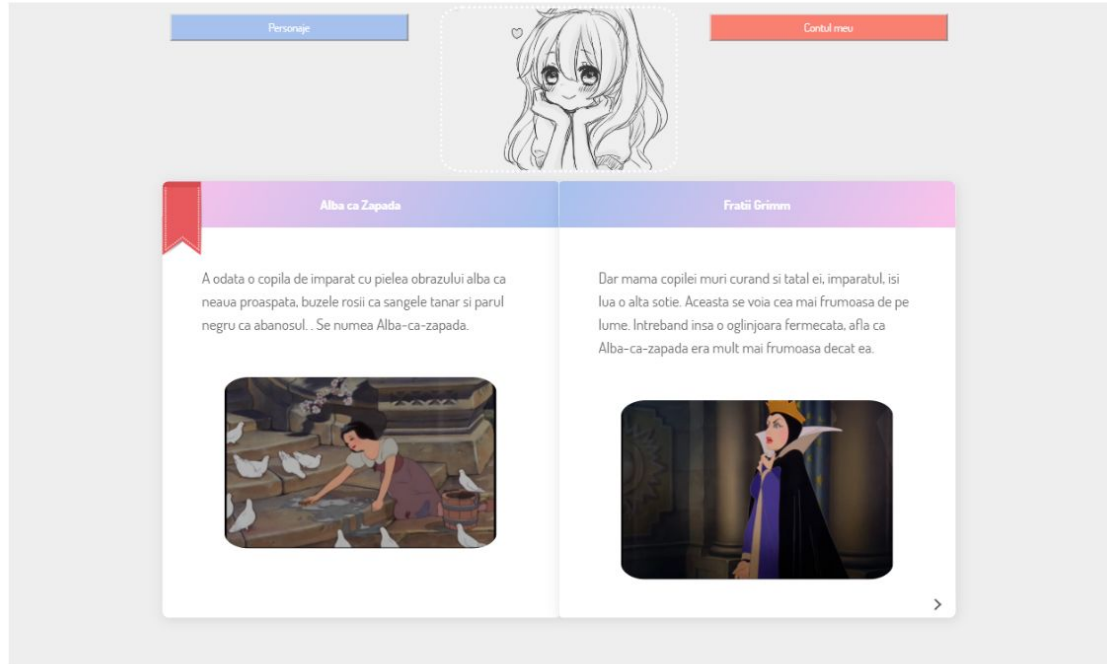 Personaje
Contul meu
Alba ca Zapada
Fratii Grimm
A odata o copila de imparat cu pielea obrazului alba ca
neaua proaspata, buzele rosii ca sangele tanar si parul
negru ca abanosul. . Se numea Alba-ca-zapada.
Dar mama copilei muri curand si tatal ei, imparatul, isi
lua o alta sotie. Aceasta se voia cea mai frumoasa de pe
lume. Intreband insa o oglinjoara fermecata, afla ca
Alba-ca-zapada era mult mai frumoasa decat ea.